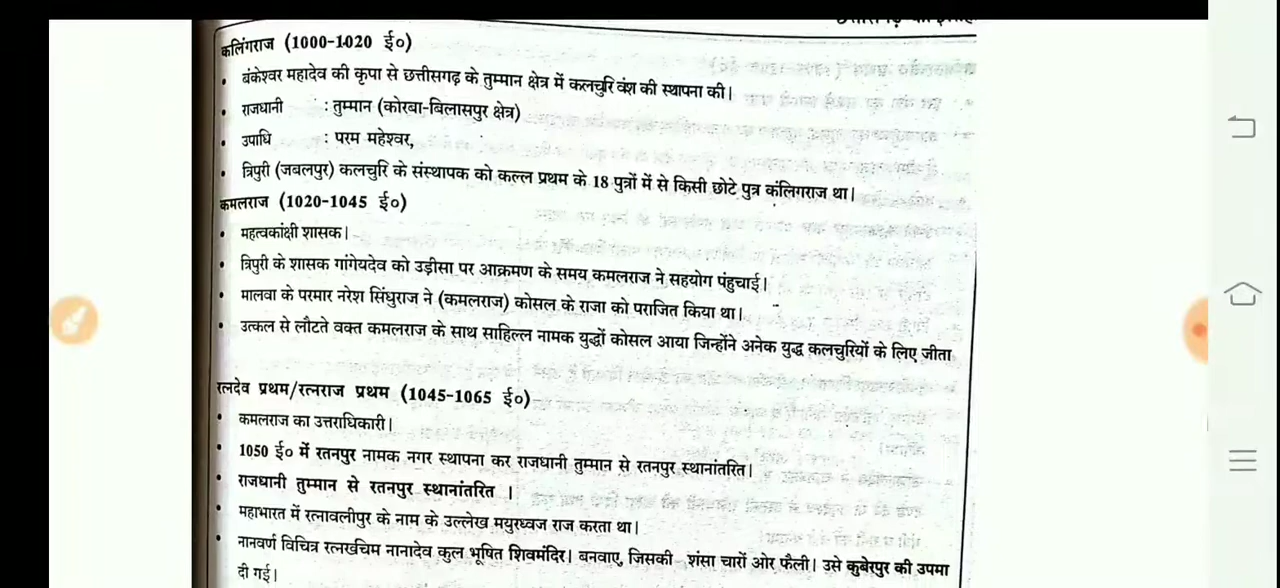 कलिंगराज (1000-1020 ई०)
• बंकेश्वर महादेव की कृपा से छत्तीसगढ़ के तुम्मान क्षेत्र में कलचुरि वंश की स्थापना की।
• राजधानी : तुम्मान (कोरबा-बिलासपुर क्षेत्र)
• उपाधि : परम महेश्वर,
• त्रिपुरी (जबलपुर) कलचुरि के संस्थापक को कल्ल प्रथम के 18 पुत्रों में से किसी छोटे पुत्र कंलिगराज था।
कमलराज (1020-1045 ई०)
• महत्वकांक्षी शासक।
• त्रिपुरी के शासक गांगेयदेव को उड़ीसा पर आक्रमण के समय कमलराज ने सहयोग पंहुचाई।
• मालवा के परमार नरेश सिंधुराज ने (कमलराज) कोसल के राजा को पराजित किया था।
• उत्कल से लौटते वक्त कमलराज के साथ साहिल्ल नामक युद्धों कोसल आया जिन्होंने अनेक युद्ध कलचुरियों के लिए जीता
रत्नदेव प्रथम/रत्नराज प्रथम (1045-1065 ई०)
• कमलराज का उत्तराधिकारी।
• 1050 ई० में रतनपुर नामक नगर स्थापना कर राजधानी तुम्मान से रतनपुर स्थानांतरित।
• राजधानी तुम्मान से रतनपुर स्थानांतरित ।
• महाभारत में रत्नावलीपुर के नाम के उल्लेख मयुरध्वज राज करता था।
• नानवर्ण विचित्र रत्नखचिम नानादेव कुल भूषित शिवमंदिर। बनवाए, जिसकी शंसा चारों ओर फैली। उसे कुबेरपुर की उपमा
दी गई।